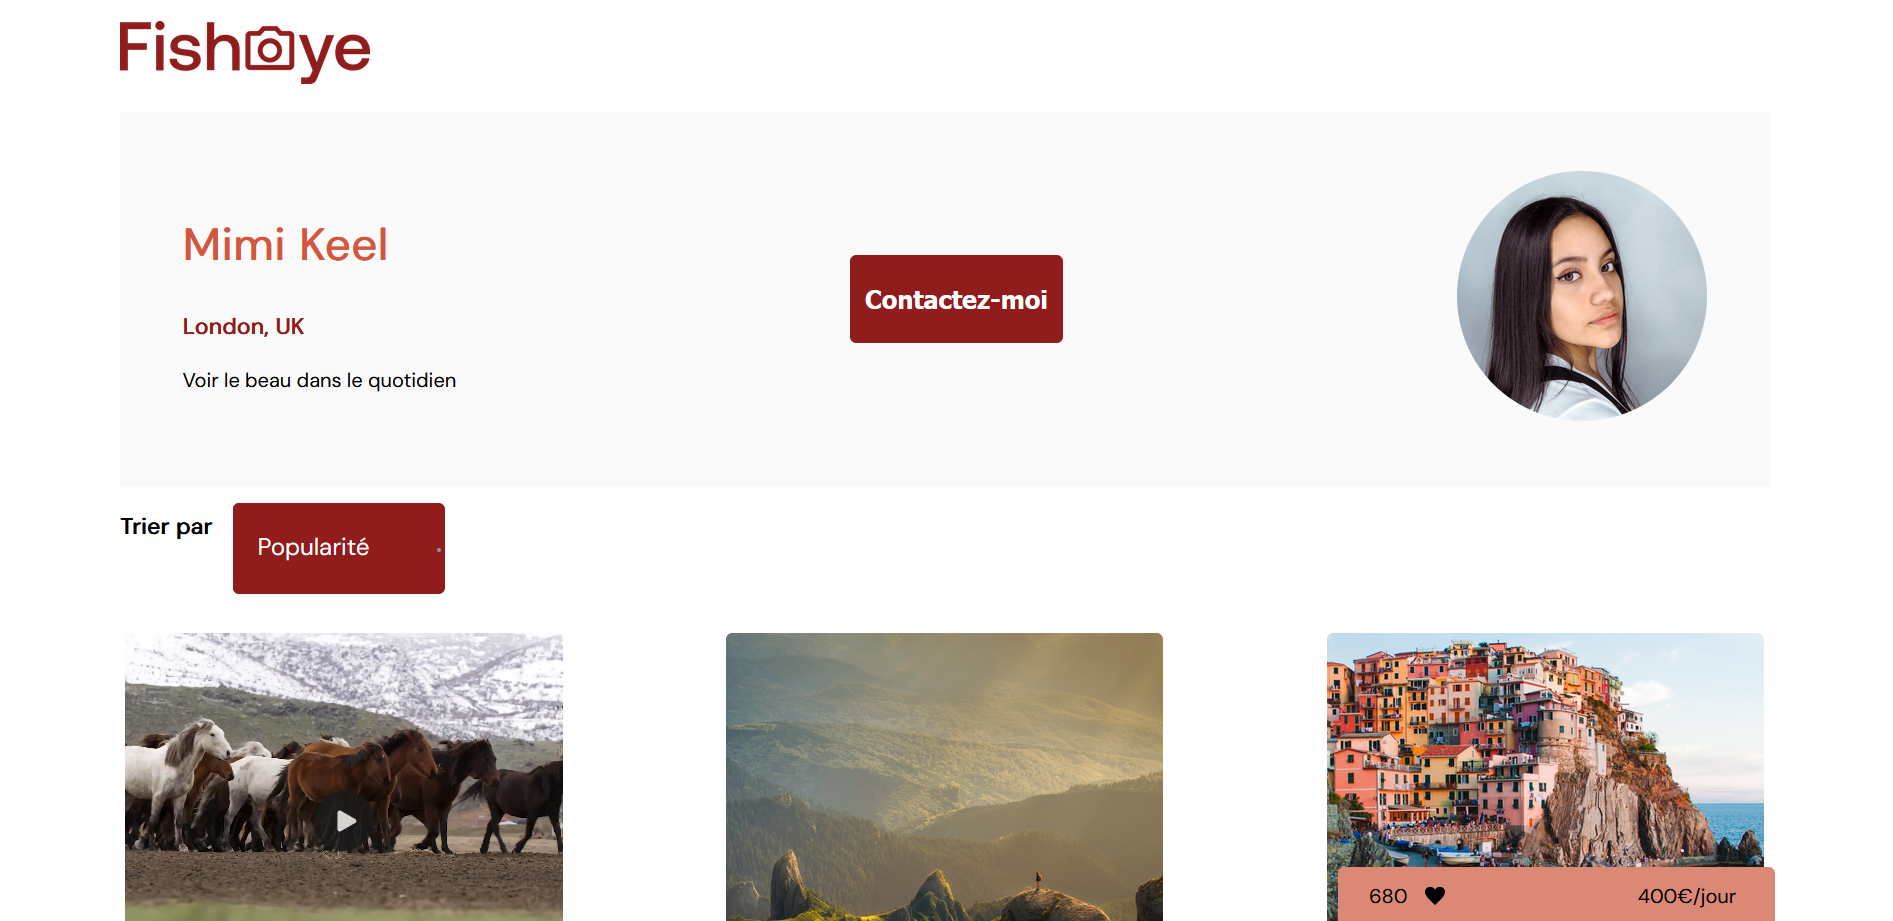 Fisheye
Mimi Keel
London, UK
Voir le beau dans le quotidien
Contactez-moi
Trier par
Popularité
680
400€/jour